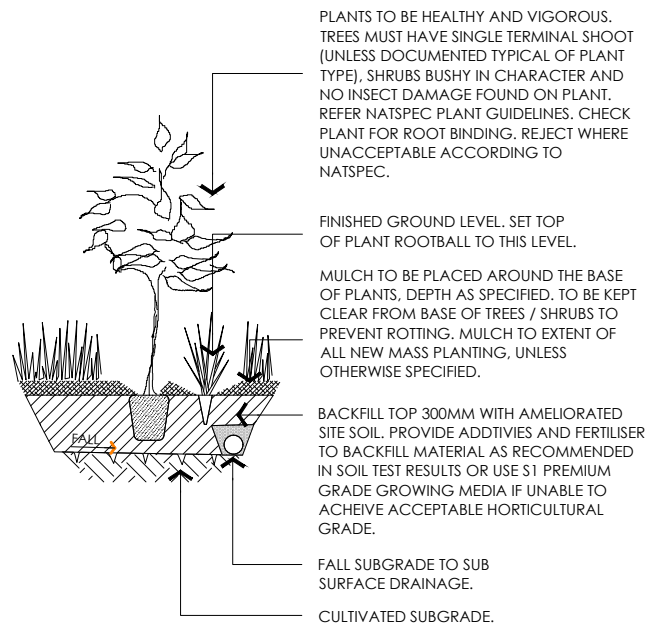 PLANTS TO BE HEALTHY AND VIGOROUS.
TREES MUST HAVE SINGLE TERMINAL SHOOT
(UNLESS DOCUMENTED TYPICAL OF PLANT
TYPE), SHRUBS BUSHY IN CHARACTER AND
NO INSECT DAMAGE FOUND ON PLANT.
REFER NATSPEC PLANT GUIDELINES. CHECK
PLANT FOR ROOT BINDING. REJECT WHERE
UNACCEPTABLE ACCORDING TO
NATSPEC.
FINISHED GROUND LEVEL. SET TOP
OF PLANT ROOTBALL TO THIS LEVEL.
MULCH TO BE PLACED AROUND THE BASE
OF PLANTS, DEPTH AS SPECIFIED. TO BE KEPT
CLEAR FROM BASE OF TREES / SHRUBS TO
PREVENT ROTTING. MULCH TO EXTENT OF
ALL NEW MASS PLANTING, UNLESS
OTHERWISE SPECIFIED.
BACKFILL TOP 300MM WITH AMELIORATED
SITE SOIL. PROVIDE ADDTIVIES AND FERTILISER
TO BACKFILL MATERIAL AS RECOMMENDED
IN SOIL TEST RESULTS OR USE S1 PREMIUM
GRADE GROWING MEDIA IF UNABLE TO
ACHEIVE ACCEPTABLE HORTICULTURAL
GRADE.
FALL
FALL SUBGRADE TO SUB
SURFACE DRAINAGE.
CULTIVATED SUBGRADE.